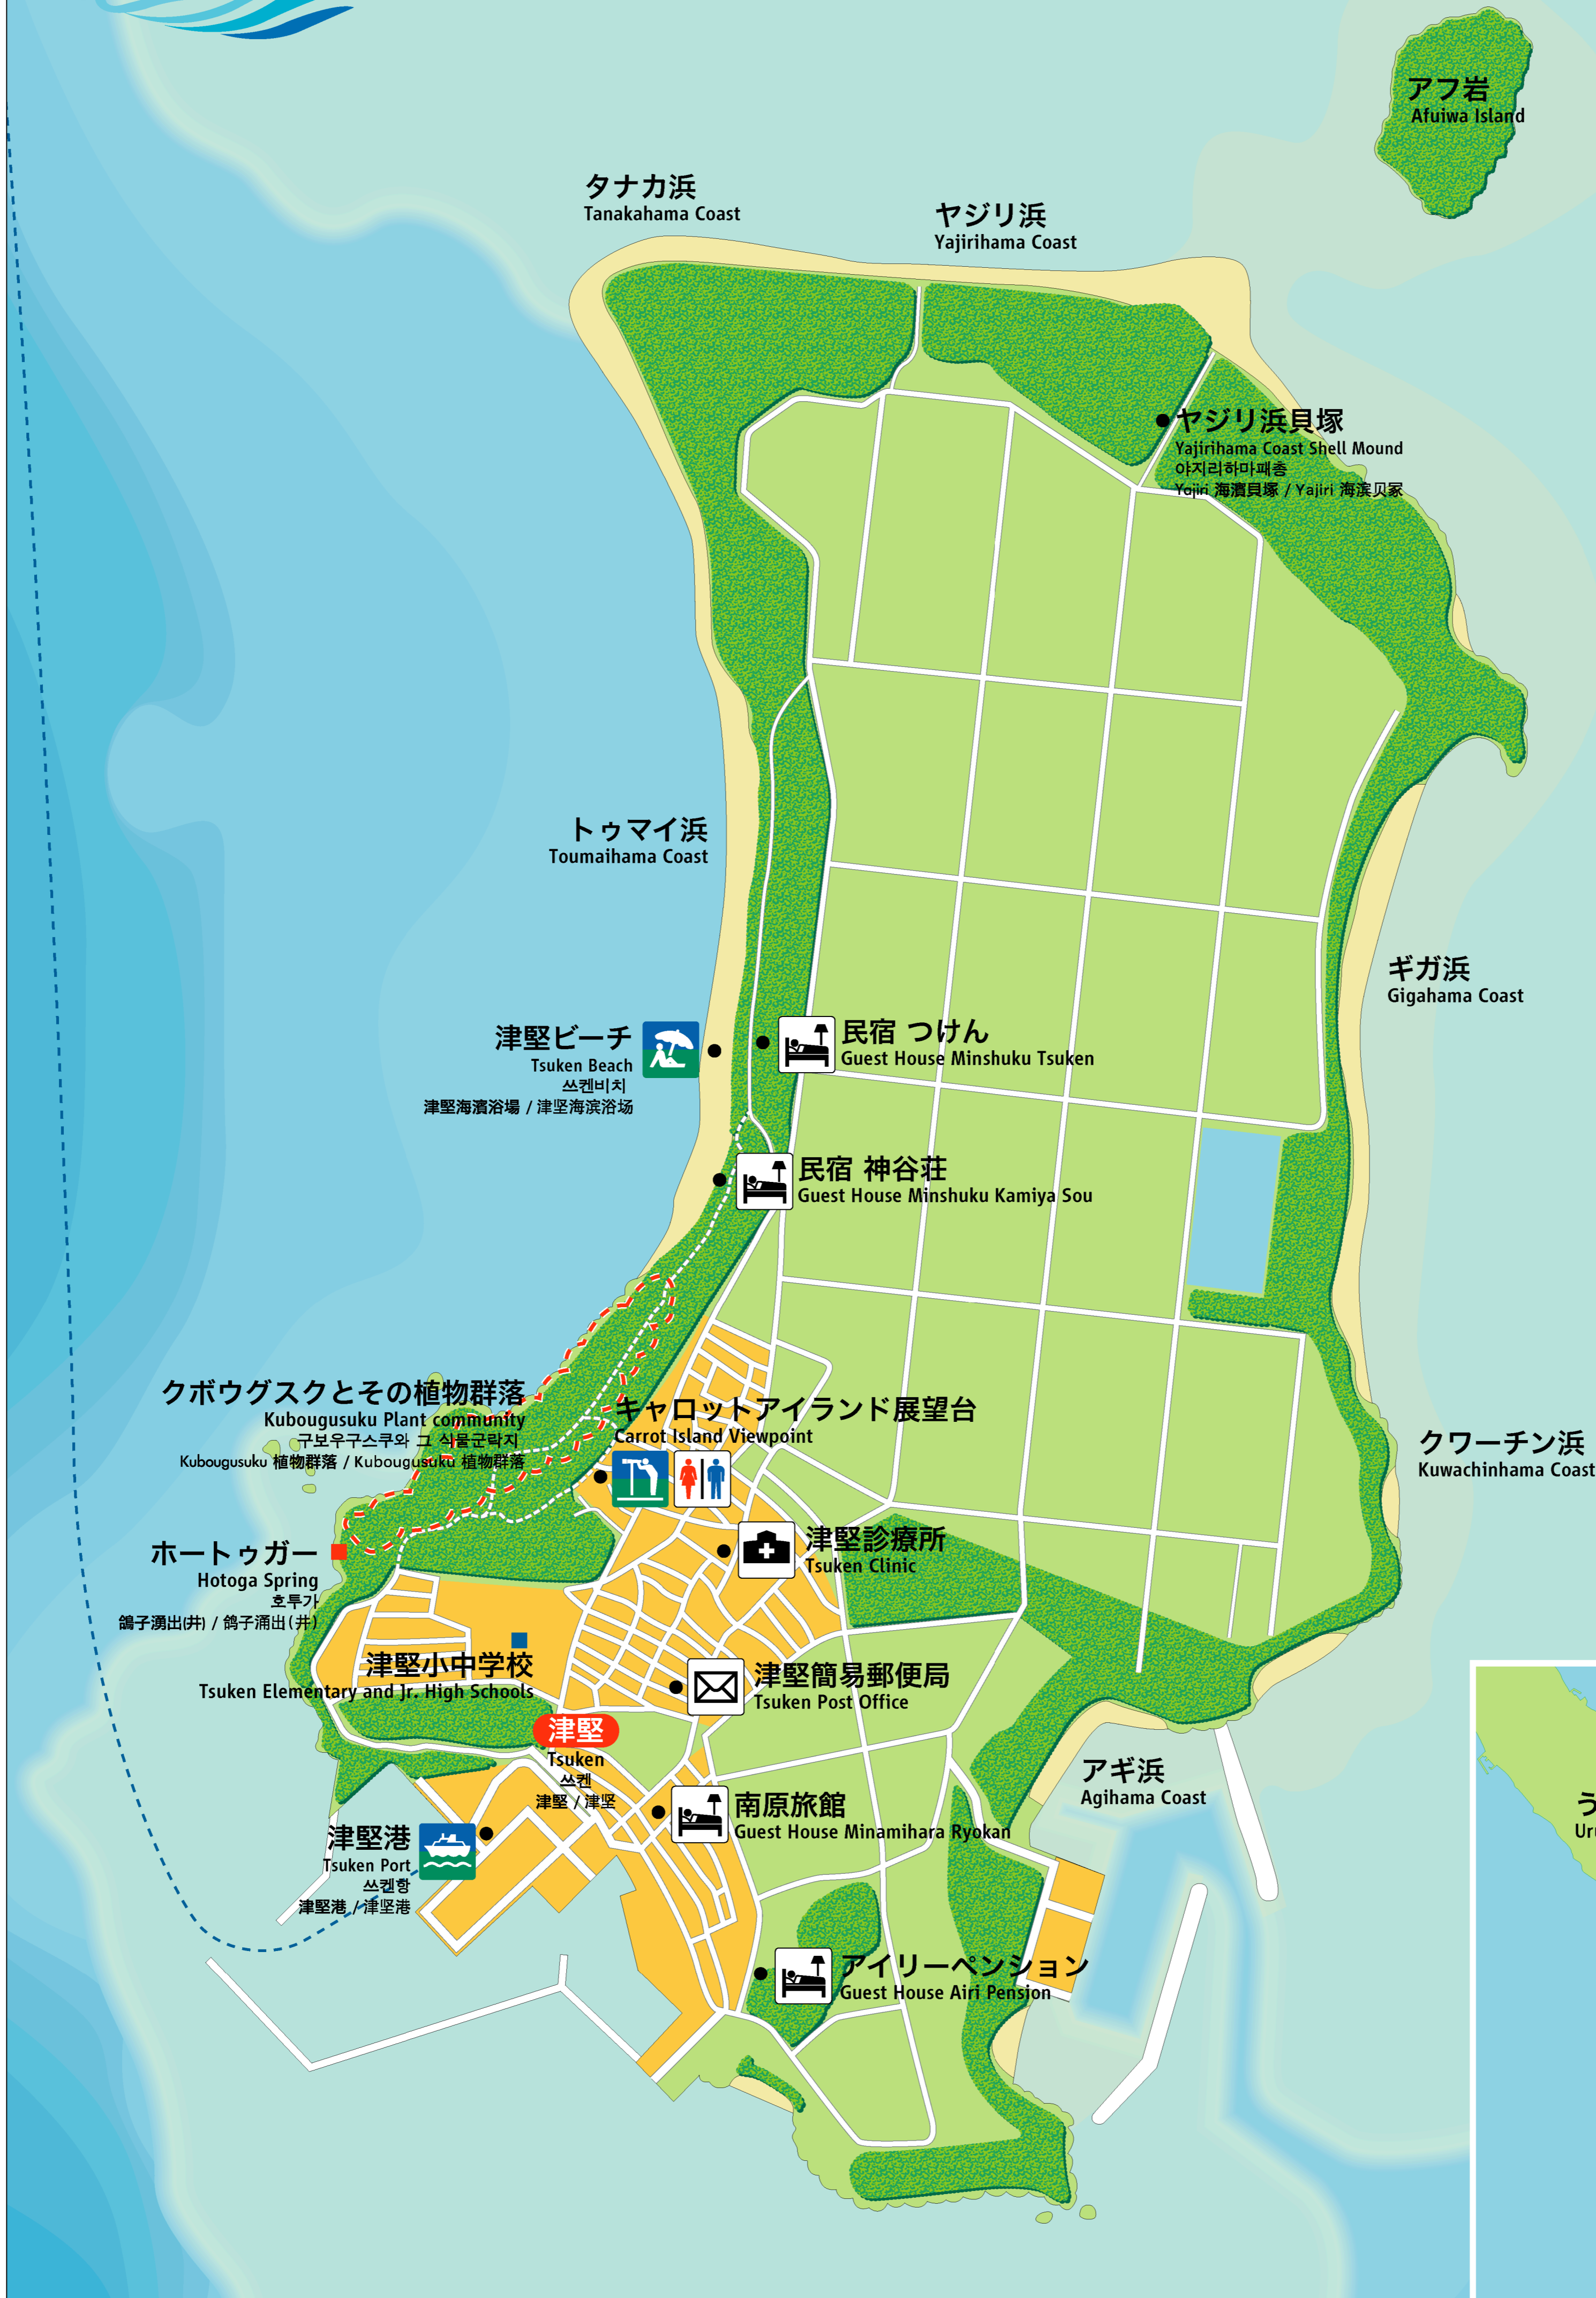 アフ岩
Afuiwa Island
タナカ浜
Tanakahama Coast
ヤジリ浜
Yajirihama Coast
ヤジリ浜貝塚
Yajirihama Coast Shell Mound
야지리하마패총
Yajiri 海濱貝塚 / Yajiri 海滨贝冢
トゥマイ浜
Toumaihama Coast
ギガ浜
Gigahama Coast
津堅ビーチ
Tsuken Beach
쓰켄비치
津堅海濱浴場 / 津坚海滨浴场
民宿 つけん
Guest House Minshuku Tsuken
民宿 神谷荘
Guest House Minshuku Kamiya Sou
クボウグスクとその植物群落
Kubougusuku Plant community
구보우구스쿠와 그 식물군락지
Kubougusuku 植物群落 / Kubougusuku 植物群落
キャロットアイランド展望台
Carrot Island Viewpoint
クワーチン浜
Kuwachinhama Coast
ホートゥガー
Hotoga Spring
호투가
鴿子湧出(井) / 鸽子涌出(井)
津堅診療所
Tsuken Clinic
津堅小中学校
Tsuken Elementary and Jr. High Schools
津堅簡易郵便局
Tsuken Post Office
津堅
Tsuken
쓰켄
津堅 / 津坚
アギ浜
Agihama Coast
南原旅館
Guest House Minamihara Ryokan
津堅港
Tsuken Port
쓰켄항
津堅港 / 津坚港
アイリーペンション
Guest House Airi Pension
う